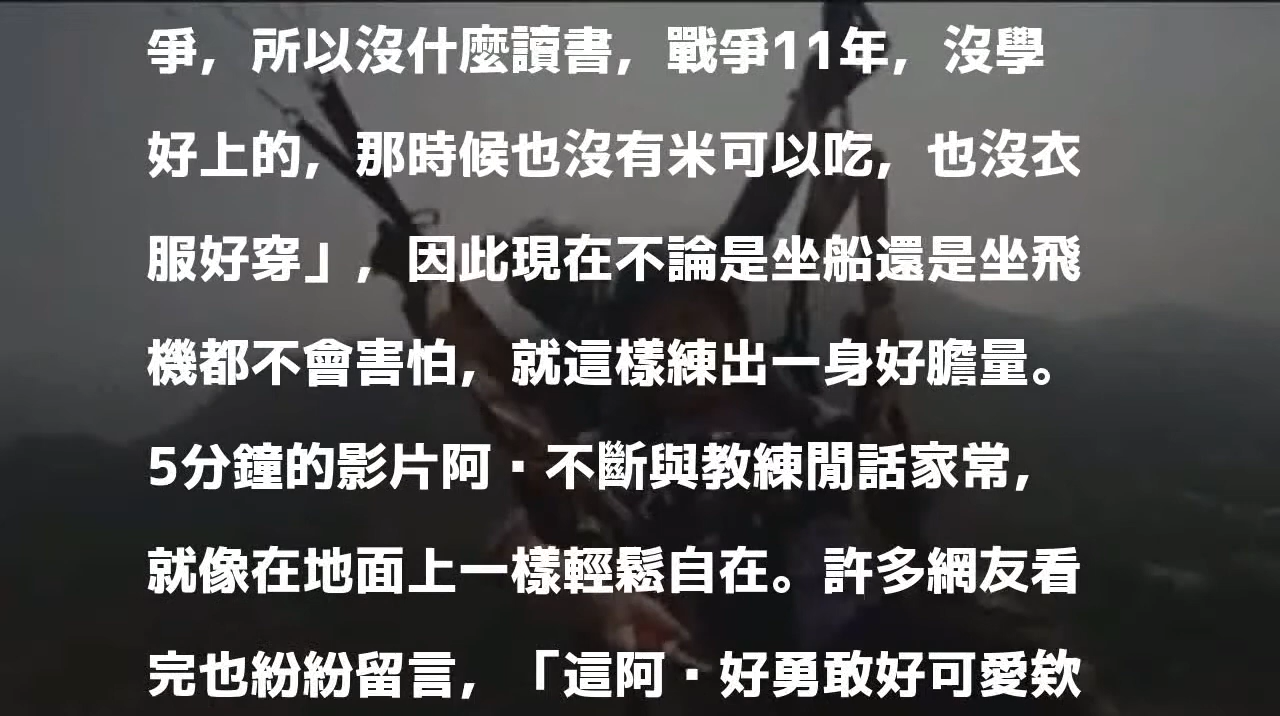 爭，所以沒什麼讀書，戰爭11年，沒學
好上的，那時候也沒有米可以吃，也沒衣
服好穿」，因此現在不論是坐船還是坐飛
機都不會害怕，就這樣練出一身好膽量。
5分鐘的影片阿·不斷與教練閒話家常，
就像在地面上一樣輕鬆自在。許多網友看
完也紛紛留言，「這阿·好勇敢好可愛欸